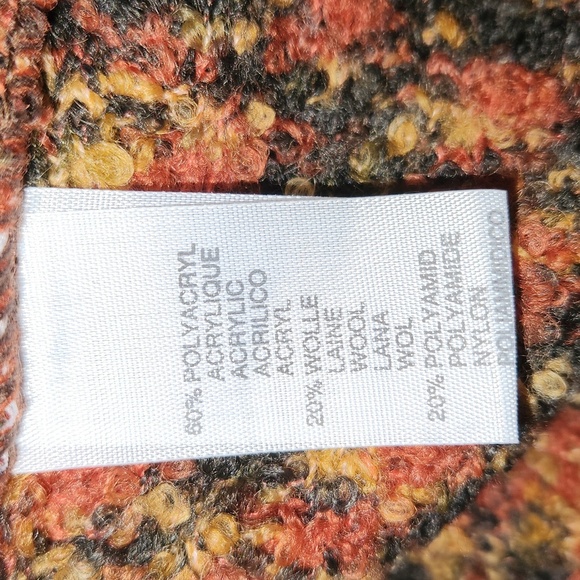 60% POLYACRYL
ACRYLIQUE
ACRYLIC
ACRILICO
ACRYL
20% WOLLE
LAINE
WOOL
LANA
WOL
20% POLYAMID
POLYAMIDE
NYLON
POLIAMMIDICO